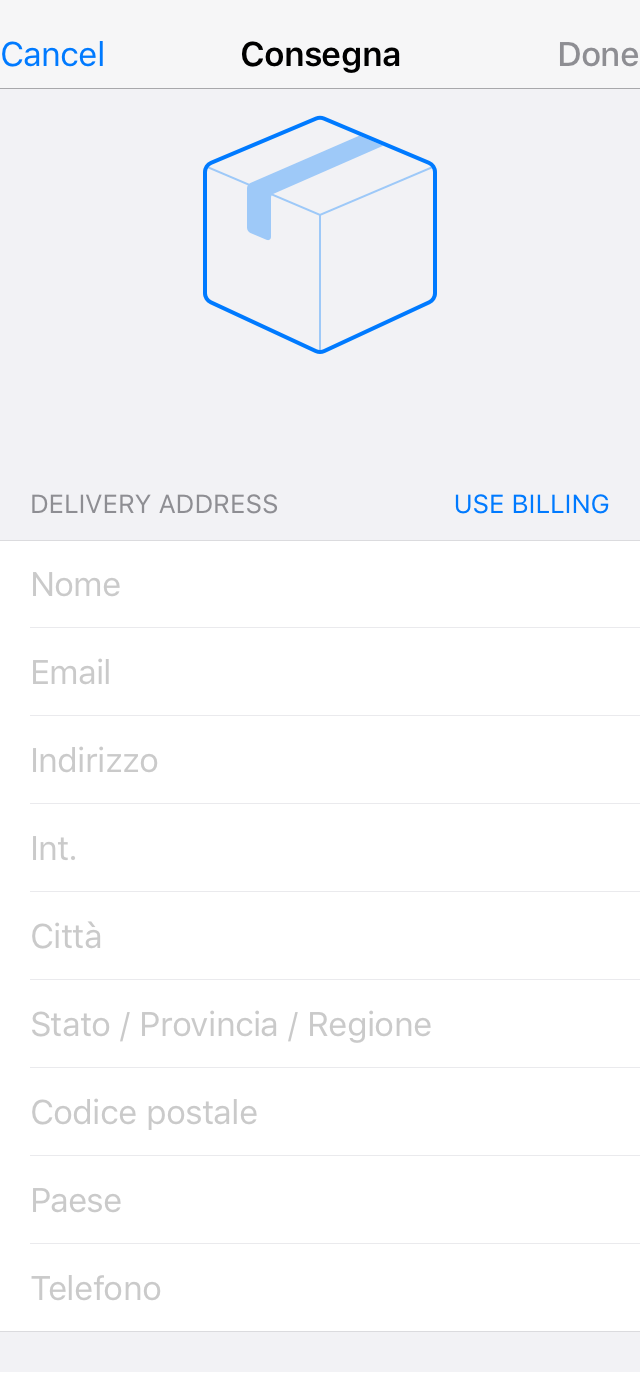 Cancel Consegna Done
DELIVERY ADDRESS USE BILLING
Nome
Email
Indirizzo
Int.
Città
Stato / Provincia / Regione
Codice postale
Paese
Telefono